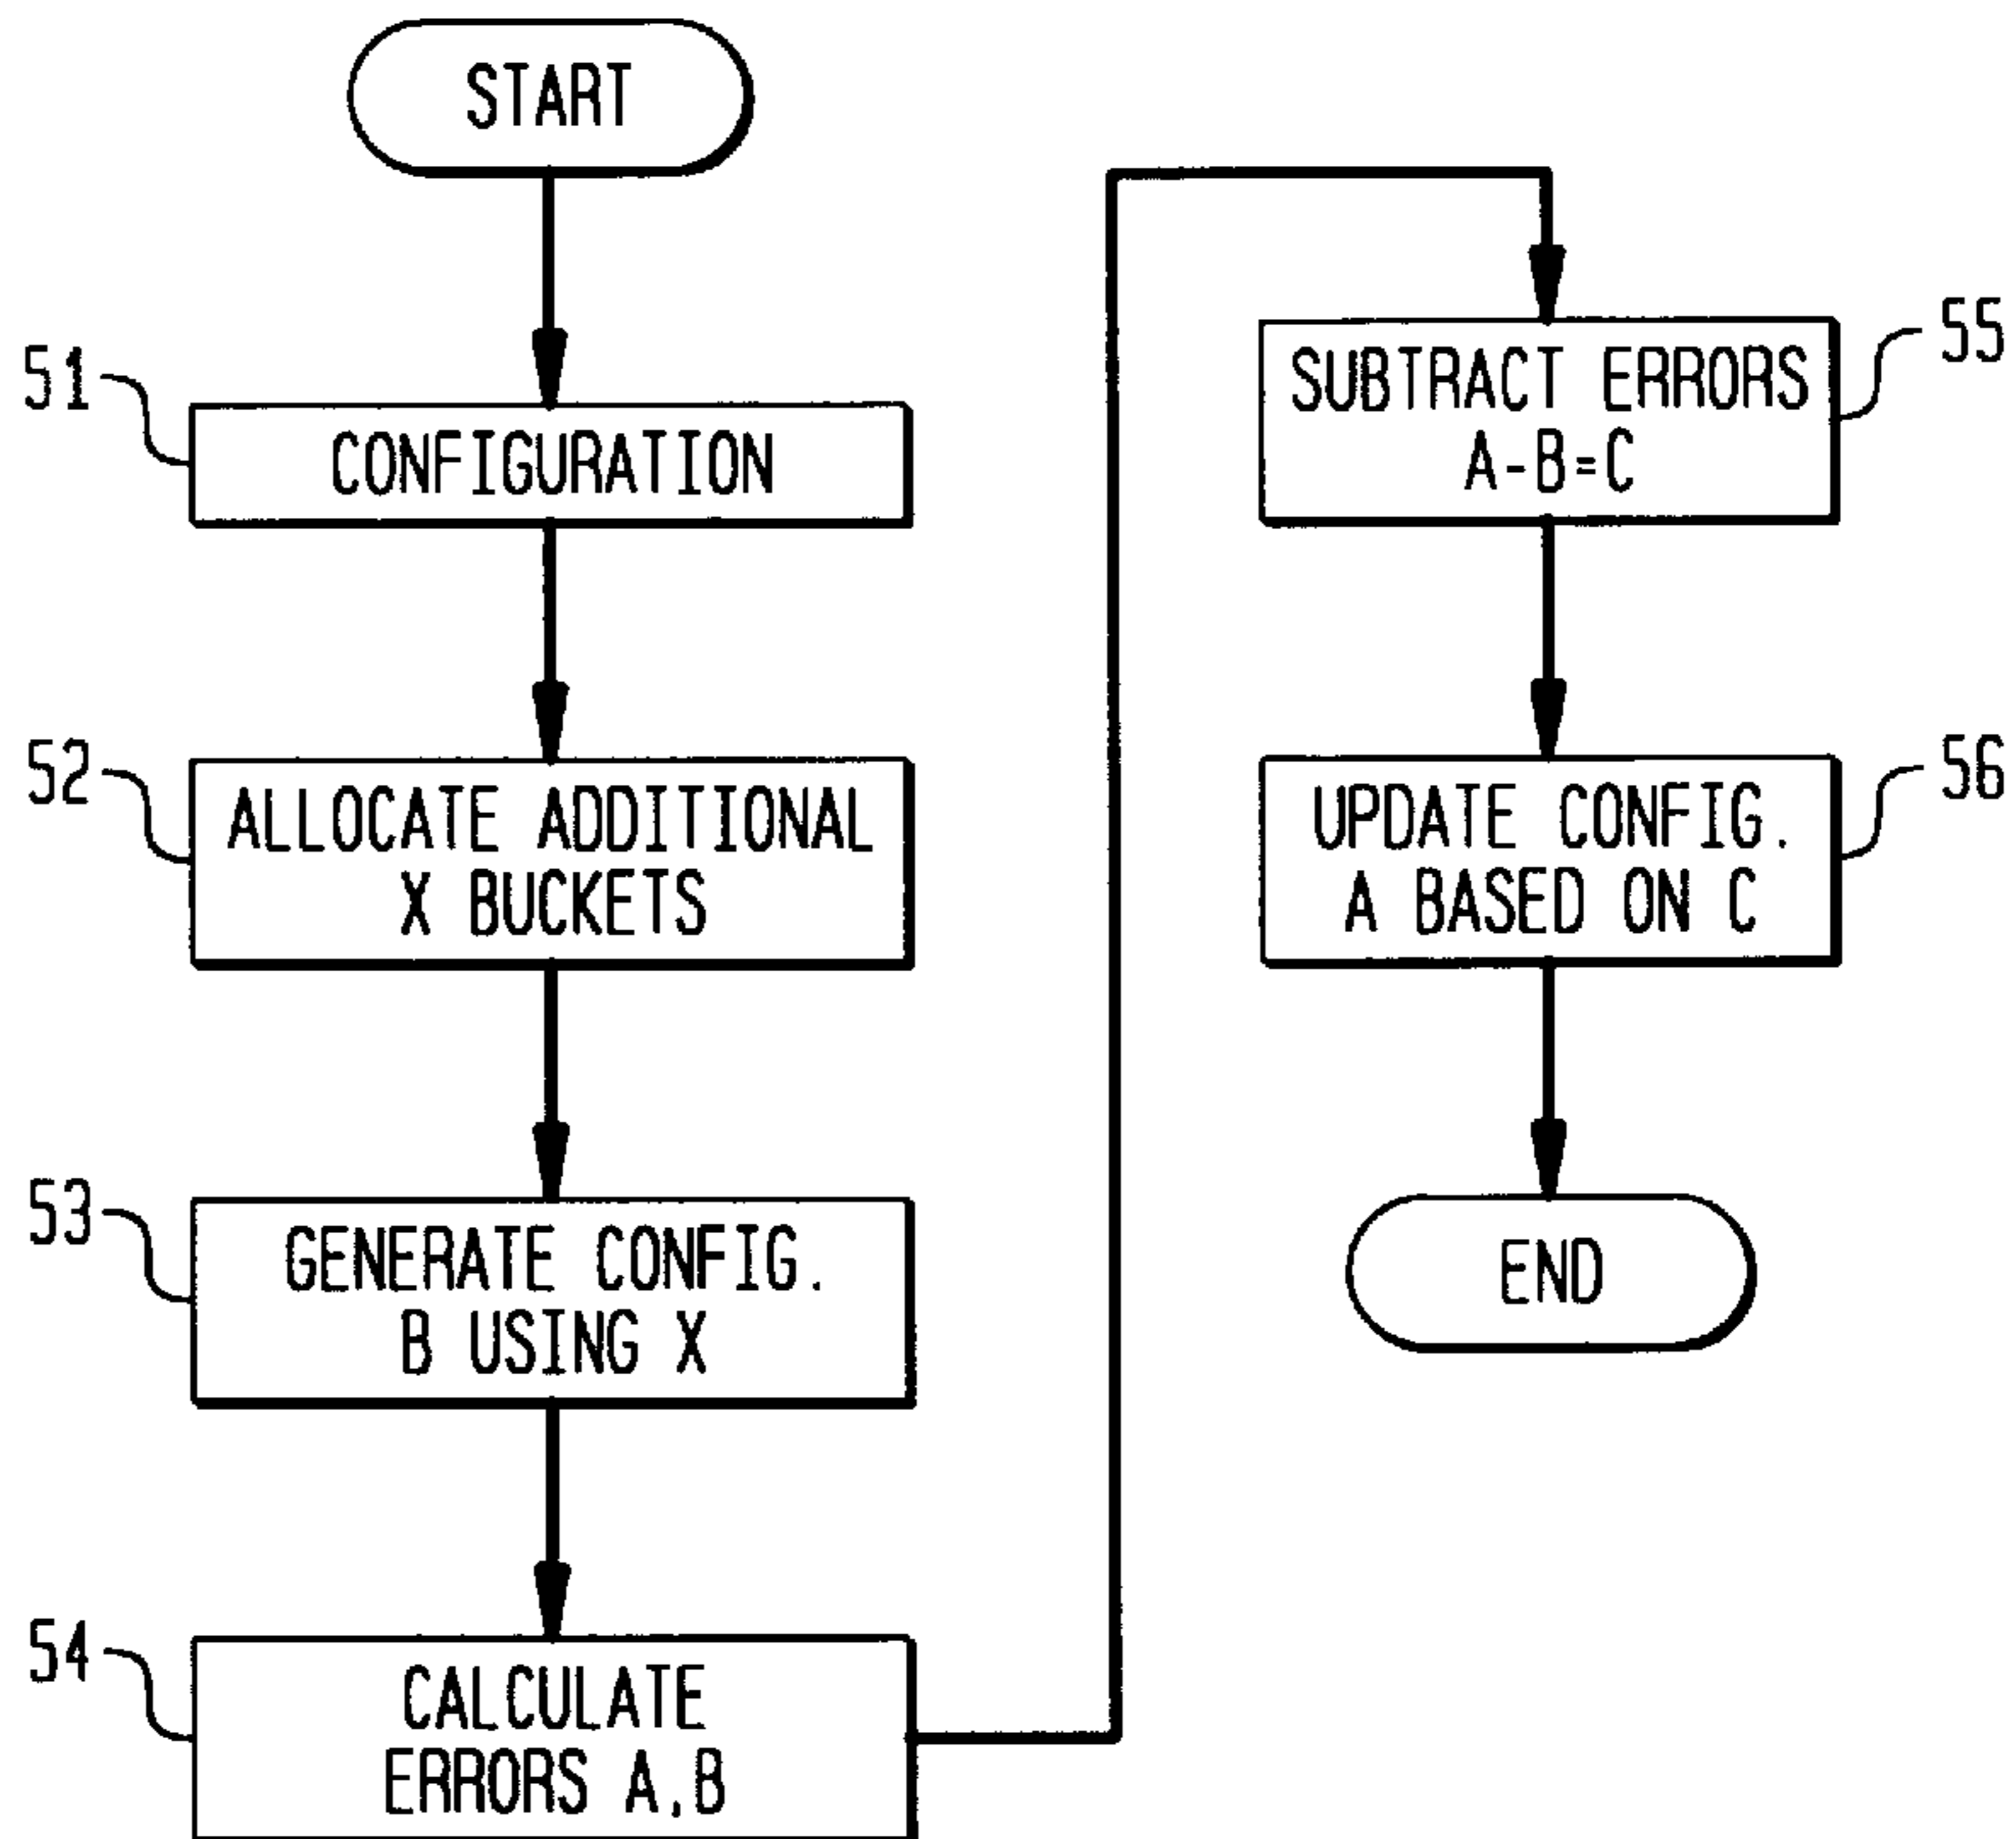 START
51
CONFIGURATION
52
ALLOCATE ADDITIONAL
X BUCKETS
53
GENERATE CONFIG.
B USING X
54
CALCULATE
ERRORS A,B
55
SUBTRACT ERRORS
A-B=C
56
UPDATE CONFIG.
A BASED ON C
END